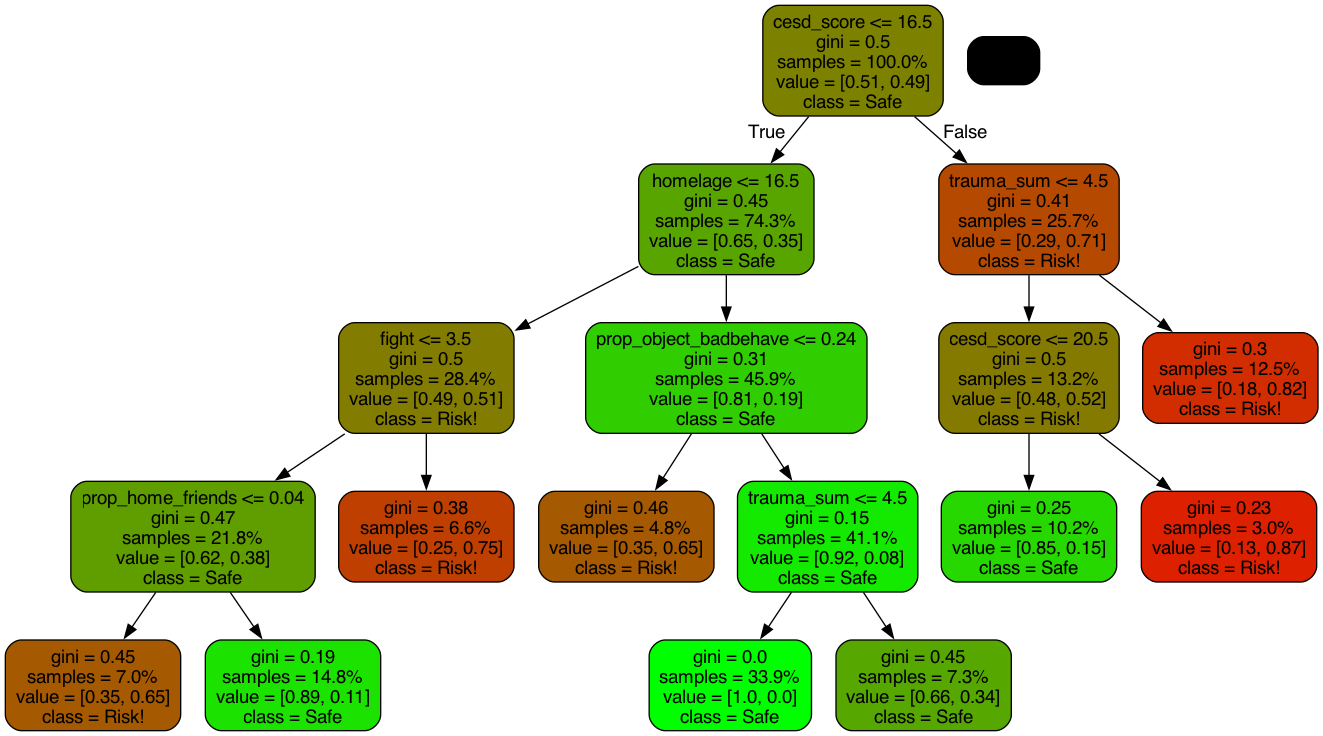 cesd_score <= 16.5
gini = 0.5
samples = 100.0%
value = [0.51, 0.49]
class = Safe
True
False
homelage <= 16.5
gini = 0.45
samples = 74.3%
value = [0.65, 0.35]
class = Safe
trauma_sum <= 4.5
gini = 0.41
samples = 25.7%
value = [0.29, 0.71]
class = Risk!
fight <= 3.5
gini = 0.5
samples = 28.4%
value = [0.49, 0.51]
class = Risk!
prop_object_badbehave <= 0.24
gini = 0.31
samples = 45.9%
value = [0.81, 0.19]
class = Safe
cesd_score <= 20.5
gini = 0.5
samples = 13.2%
value = [0.48, 0.52]
class = Risk!
gini = 0.3
samples = 12.5%
value = [0.18, 0.82]
class = Risk!
prop_home_friends <= 0.04
gini = 0.47
samples = 21.8%
value = [0.62, 0.38]
class = Safe
gini = 0.38
samples = 6.6%
value = [0.25, 0.75]
class = Risk!
gini = 0.46
samples = 4.8%
value = [0.35, 0.65]
class = Risk!
trauma_sum <= 4.5
gini = 0.15
samples = 41.1%
value = [0.92, 0.08]
class = Safe
gini = 0.25
samples = 10.2%
value = [0.85, 0.15]
class = Safe
gini = 0.23
samples = 3.0%
value = [0.13, 0.87]
class = Risk!
gini = 0.45
samples = 7.0%
value = [0.35, 0.65]
class = Risk!
gini = 0.19
samples = 14.8%
value = [0.89, 0.11]
class = Safe
gini = 0.0
samples = 33.9%
value = [1.0, 0.0]
class = Safe
gini = 0.45
samples = 7.3%
value = [0.66, 0.34]
class = Safe